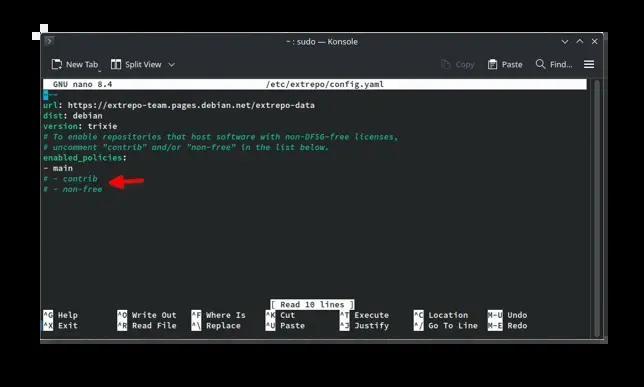 ~ : sudo — Konsole
New Tab Split View Copy Paste Find...
GNU nano 8.4 /etc/extrepo/config.yaml
---
url: https://extrepo-team.pages.debian.net/extrepo-data
dist: debian
version: trixie
# To enable repositories that host software with non-DFSG-free licenses,
# uncomment "contrib" and/or "non-free" in the list below.
enabled_policies:
- main
# - contrib
# - non-free
[ Read 10 lines ]
^G Help ^O Write Out ^F Where Is ^K Cut ^T Execute ^C Location M-U Undo
^X Exit ^R Read File ^\ Replace ^U Paste ^J Justify ^/ Go To Line M-E Redo